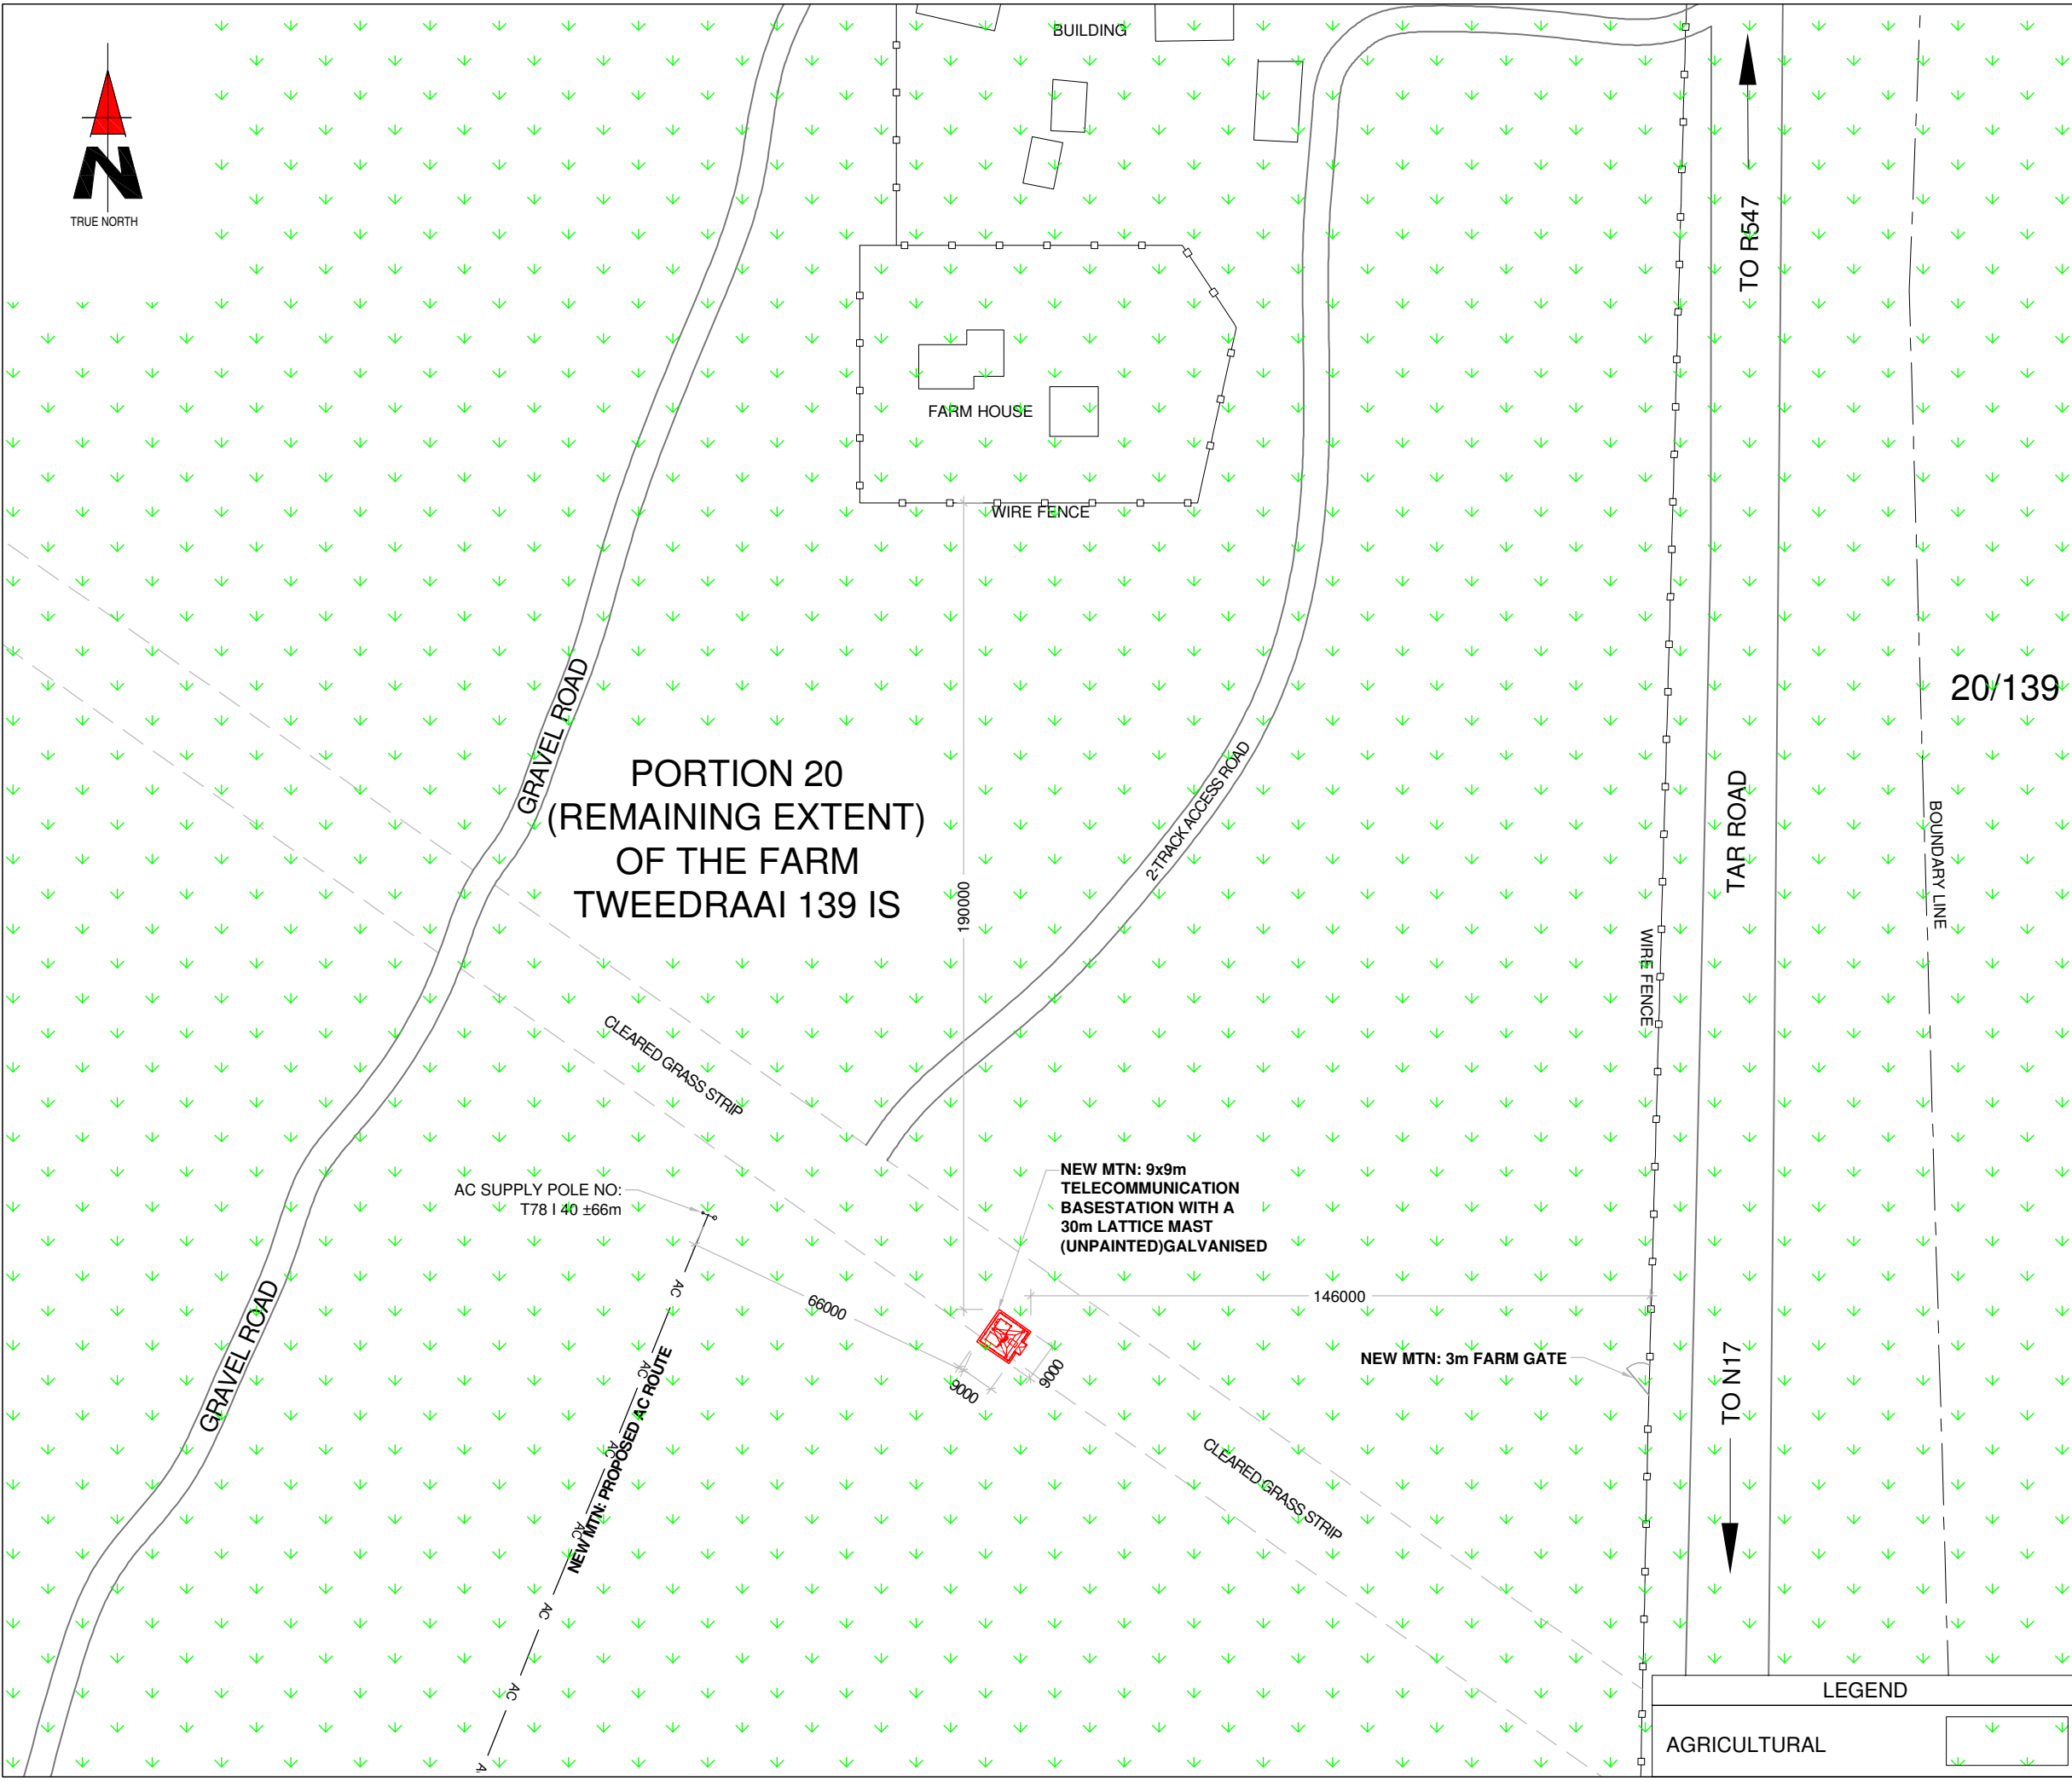 BUILDING
N
TRUE NORTH
TO R547
FARM HOUSE
WIRE FENCE
GRAVEL ROAD
20/139
PORTION 20
(REMAINING EXTENT)
OF THE FARM
TWEEDRAAI 139 IS
2-TRACK ACCESS ROAD
TAR ROAD
BOUNDARY LINE
190000
WIRE FENCE
CLEARED GRASS STRIP
AC SUPPLY POLE NO:
T78 I 40 ±66m
NEW MTN: 9x9m
TELECOMMUNICATION
BASESTATION WITH A
30m LATTICE MAST
(UNPAINTED)GALVANISED
AC
66000
146000
GRAVEL ROAD
NEW MTN: 3m FARM GATE
9000
9000
TO N17
AC
NEW MTN: PROPOSED AC ROUTE
AC
AC
CLEARED GRASS STRIP
AC
AC
A
LEGEND
AGRICULTURAL